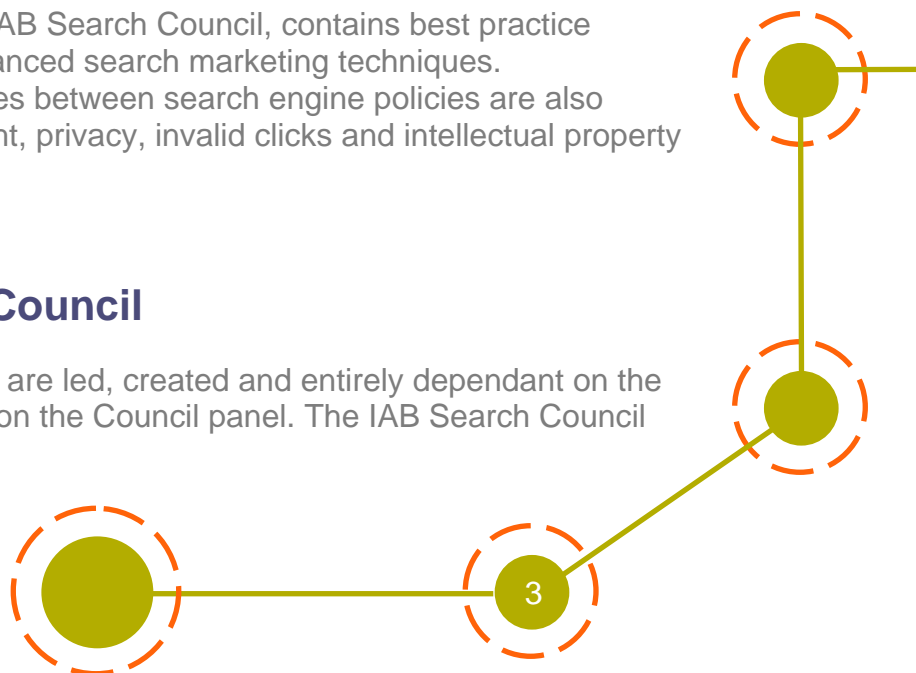 AB Search Council, contains best practice
anced search marketing techniques.
es between search engine policies are also
nt, privacy, invalid clicks and intellectual property
Council
are led, created and entirely dependant on the
on the Council panel. The IAB Search Council
3